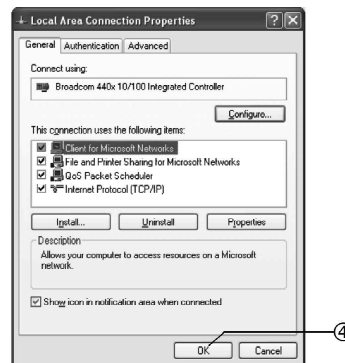 Local Area Connection Properties
General Authentication Advanced
Connect using:
Broadcom 440x 10/100 Integrated Controller
Configure...
This connection uses the following items:
Client for Microsoft Networks
File and Printer Sharing for Microsoft Networks
QoS Packet Scheduler
Internet Protocol (TCP/IP)
Install... Uninstall Properties
Description
Allows your computer to access resources on a Microsoft
network.
Show icon in notification area when connected
④
OK Cancel